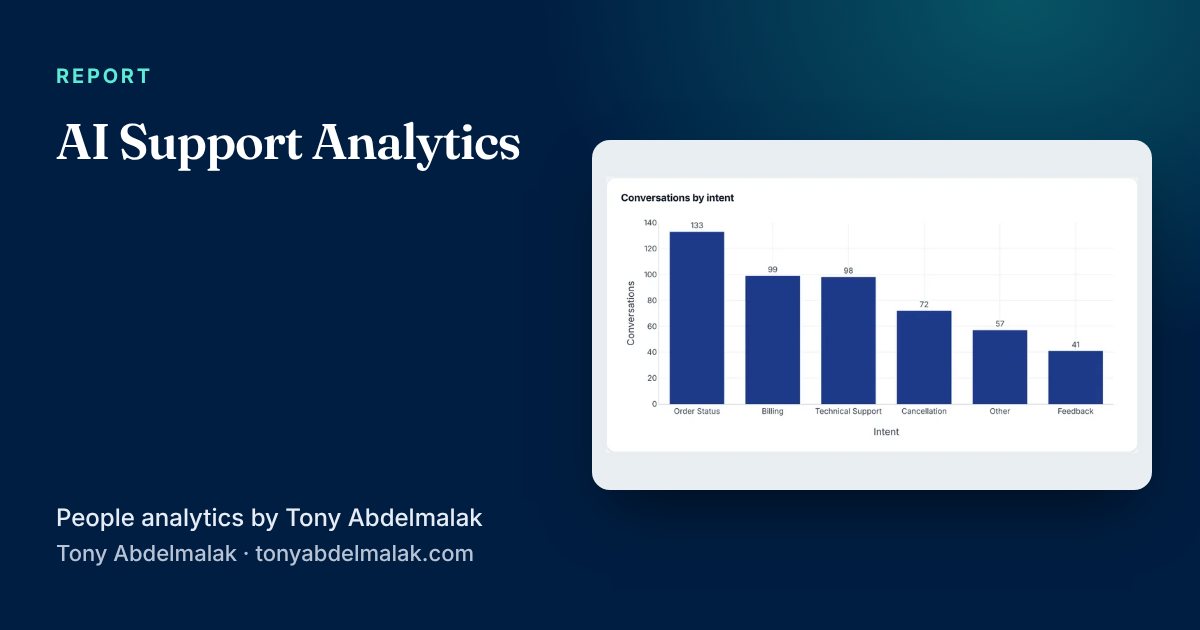 REPORT
AI Support Analytics
Conversations by intent
Conversations
140
120
100
80
60
40
20
0
133
99
98
72
57
41
Order Status
Billing
Technical Support
Cancellation
Other
Feedback
Intent
People analytics by Tony Abdelmalak
Tony Abdelmalak · tonyabdelmalak.com